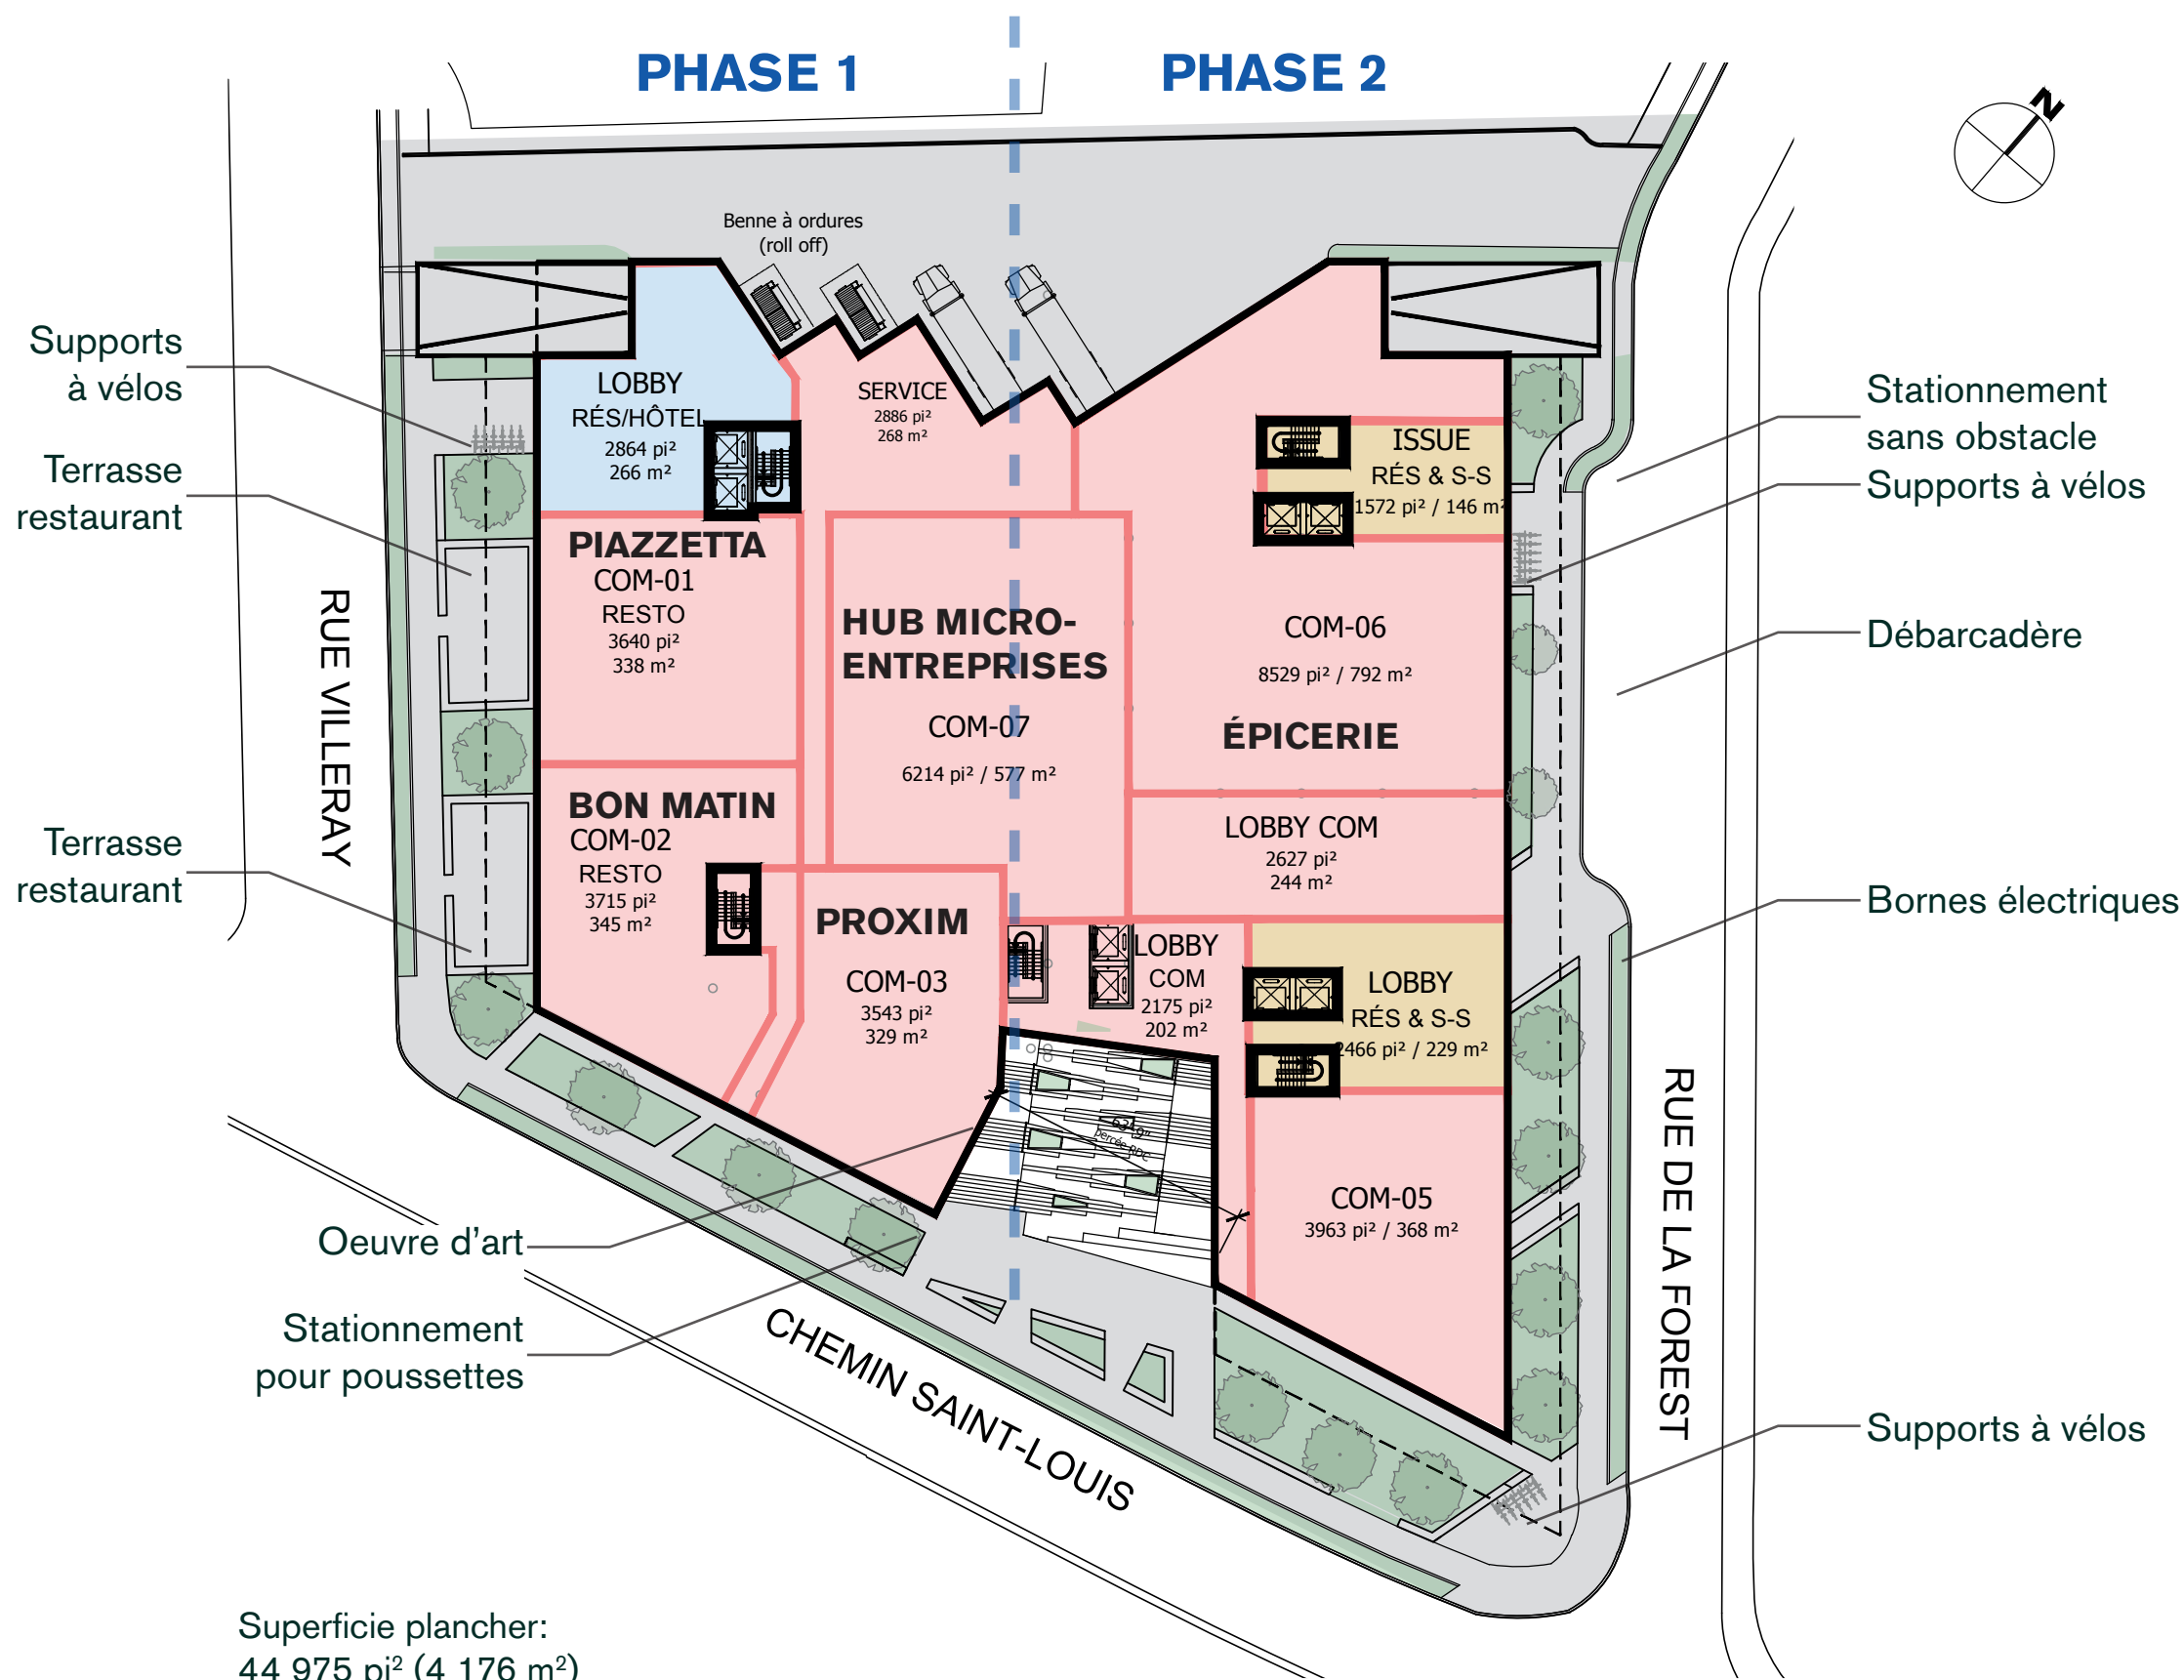 PHASE 1
PHASE 2
N
Benne à ordures
(roll off)
Supports
à vélos
Terrasse
restaurant
Terrasse
restaurant
RUE VILLERAY
LOBBY
RÉS/HÔTEL
2864 pi²
266 m²
SERVICE
2886 pi²
268 m²
ISSUE
RÉS & S-S
1572 pi² / 146 m²
PIAZZETTA
COM-01
RESTO
3640 pi²
338 m²
HUB MICRO-
ENTREPRISES
COM-07
6214 pi² / 577 m²
COM-06
8529 pi² / 792 m²
ÉPICERIE
BON MATIN
COM-02
RESTO
3715 pi²
345 m²
LOBBY COM
2627 pi²
244 m²
PROXIM
COM-03
3543 pi²
329 m²
LOBBY
COM
2175 pi²
202 m²
LOBBY
RÉS & S-S
2466 pi² / 229 m²
63'-9"
percée RDC
COM-05
3963 pi² / 368 m²
Stationnement
sans obstacle
Supports à vélos
Débarcadère
Bornes électriques
RUE DE LA FOREST
Supports à vélos
Oeuvre d'art
Stationnement
pour poussettes
CHEMIN SAINT-LOUIS
Superficie plancher:
44 975 pi² (4 176 m²)